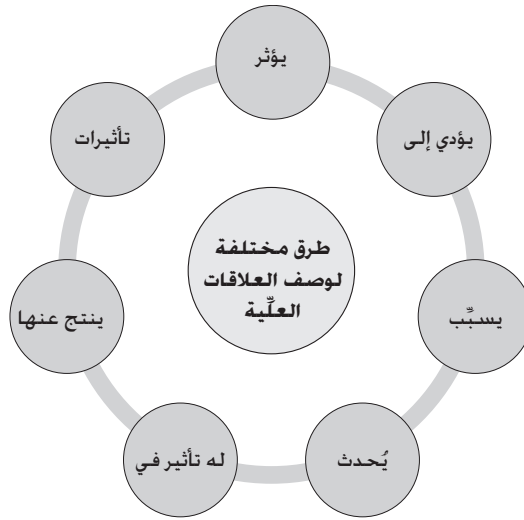 يؤثر
يؤدي إلى
يسبِّب
يُحدث
له تأثير في
ينتج عنها
تأثيرات
طرق مختلفة
لوصف العلاقات
العلِّية